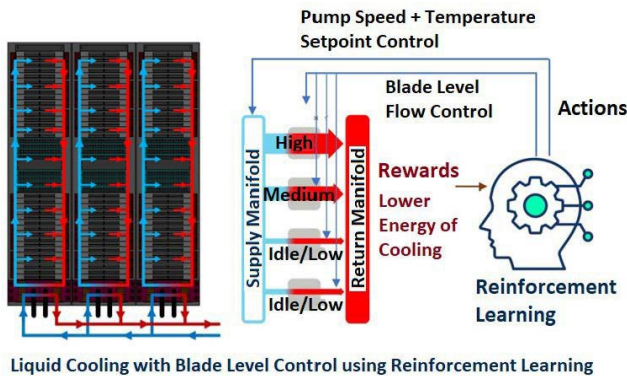 Pump Speed + Temperature
Setpoint Control
Blade Level
Flow Control
Actions
Supply Manifold
High
Medium
Idle/Low
Idle/Low
Return Manifold
Rewards
Lower
Energy of
Cooling
Reinforcement
Learning
Liquid Cooling with Blade Level Control using Reinforcement Learning